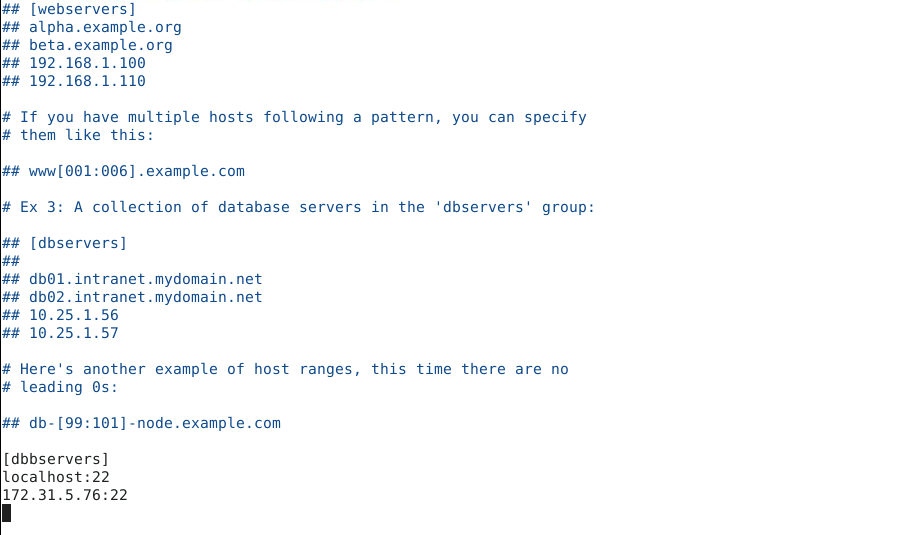 ## [webservers]
## alpha.example.org
## beta.example.org
## 192.168.1.100
## 192.168.1.110
# If you have multiple hosts following a pattern, you can specify
# them like this:
## www[001:006].example.com
# Ex 3: A collection of database servers in the 'dbservers' group:
## [dbservers]
##
## db01.intranet.mydomain.net
## db02.intranet.mydomain.net
## 10.25.1.56
## 10.25.1.57
# Here's another example of host ranges, this time there are no
# leading 0s:
## db-[99:101]-node.example.com
[dbbservers]
localhost:22
172.31.5.76:22